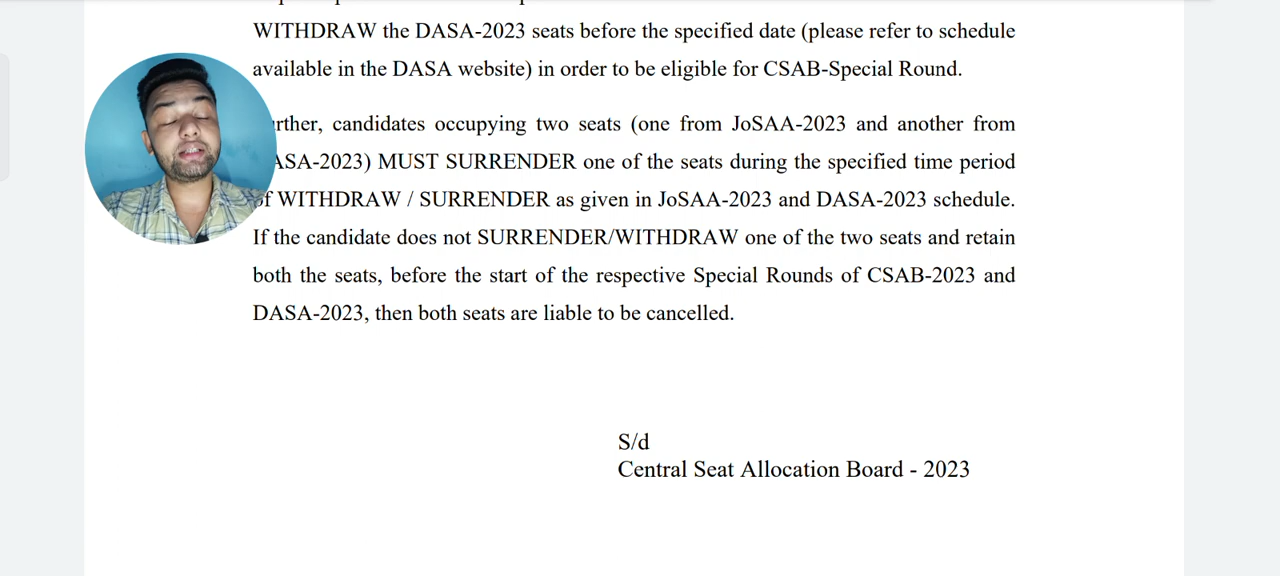 WITHDRAW the DASA-2023 seats before the specified date (please refer to schedule
available in the DASA website) in order to be eligible for CSAB-Special Round.
candidates occupying two seats (one from JoSAA-2023 and another from
MUST SURRENDER one of the seats during the specified time period
of WITHDRAW / SURRENDER as given in JoSAA-2023 and DASA-2023 schedule.
If the candidate does not SURRENDER/WITHDRAW one of the two seats and retain
both the seats, before the start of the respective Special Rounds of CSAB-2023 and
DASA-2023, then both seats are liable to be cancelled.
S/d
Central Seat Allocation Board - 2023